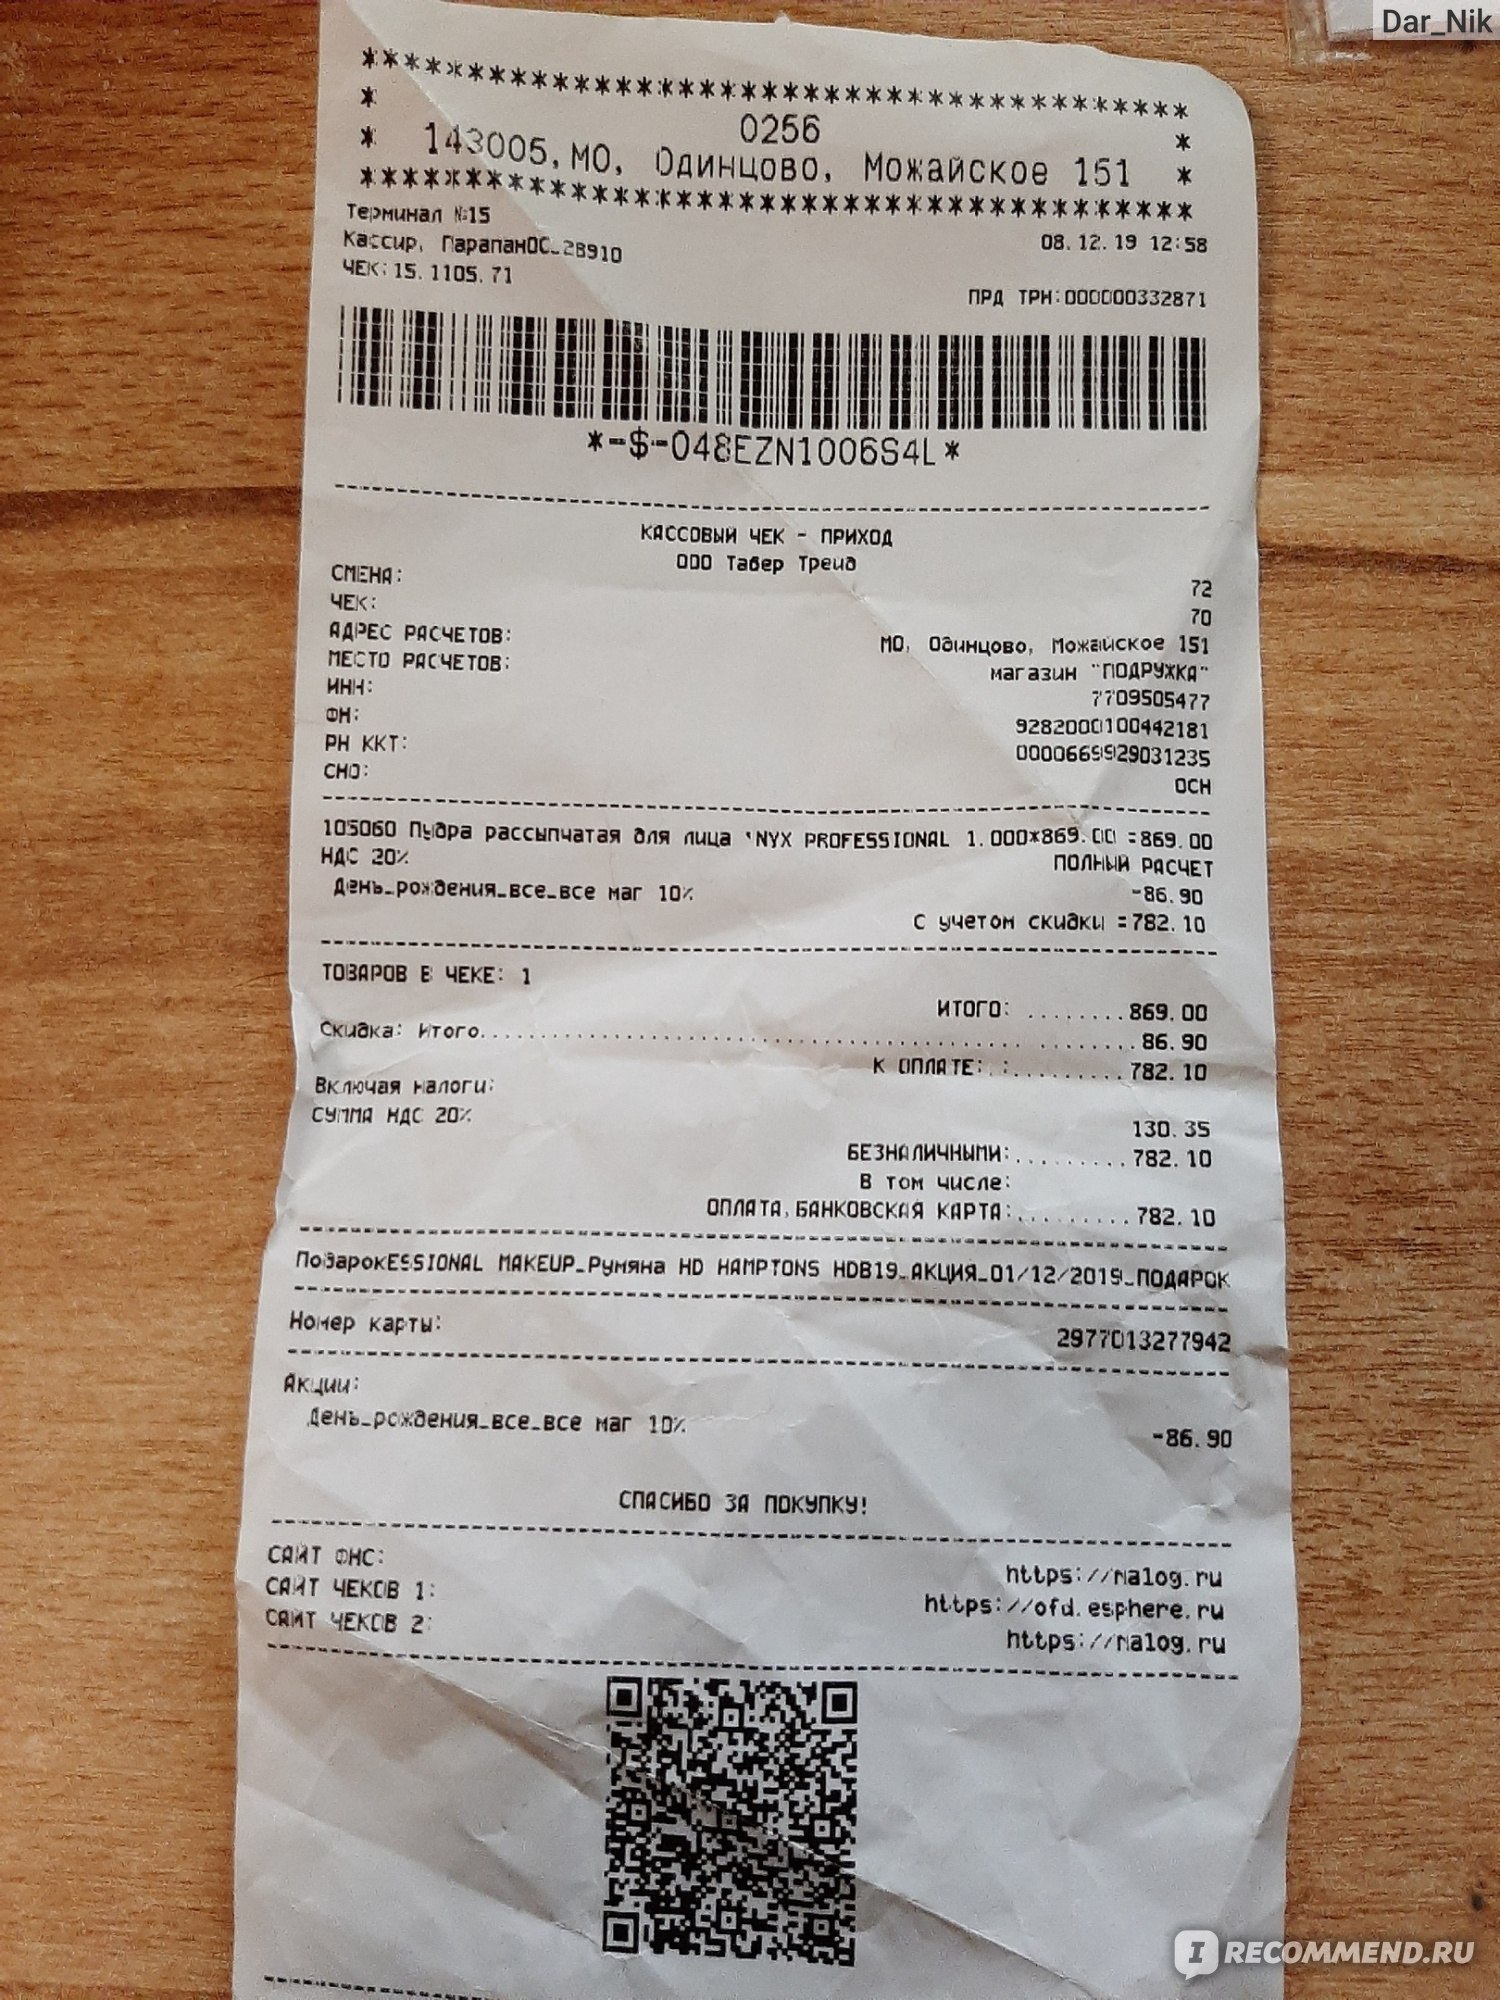 Dar_Nik
****************************************
* 0256 *
* 143005, МО, Одинцово, Можайское 151 *
****************************************
Терминал №15
08.12.19 12:58
Кассир, ПарапанОС_28910
ЧЕК:15.1105.71
ПРД ТРН:000000332871
*-$-048EZN1006S4L*
КАССОВЫЙ ЧЕК - ПРИХОД
ООО Табер Трейд
СМЕНА: 72
ЧЕК: 70
АДРЕС РАСЧЕТОВ: МО, Одинцово, Можайское 151
МЕСТО РАСЧЕТОВ: магазин "ПОДРУЖКА"
ИНН: 7709505477
ФН: 9282000100442181
РН ККТ: 0000669929031235
СНО: ОСН
105060 Пудра рассыпчатая для лица 'NYX PROFESSIONAL 1.000*869.00 =869.00
НДС 20% ПОЛНЫЙ РАСЧЕТ
День_рождения_все_все маг 10% -86.90
С учетом скидки =782.10
ТОВАРОВ В ЧЕКЕ: 1
ИТОГО: ........869.00
Скидка: Итого.................................................... 86.90
К ОПЛАТЕ: ..........782.10
Включая налоги:
СУММА НДС 20% 130.35
БЕЗНАЛИЧНЫМИ:.........782.10
В том числе:
ОПЛАТА,БАНКОВСКАЯ КАРТА:..........782.10
ПодарокESSIONAL MAKEUP_Румяна HD HAMPTONS HDB19_АКЦИЯ_01/12/2019_ПОДАРОК
Номер карты: 2977013277942
Акции:
День_рождения_все_все маг 10% -86.90
СПАСИБО ЗА ПОКУПКУ!
САЙТ ФНС: https://nalog.ru
САЙТ ЧЕКОВ 1: https://ofd.esphere.ru
САЙТ ЧЕКОВ 2: https://nalog.ru
I RECOMMEND.RU